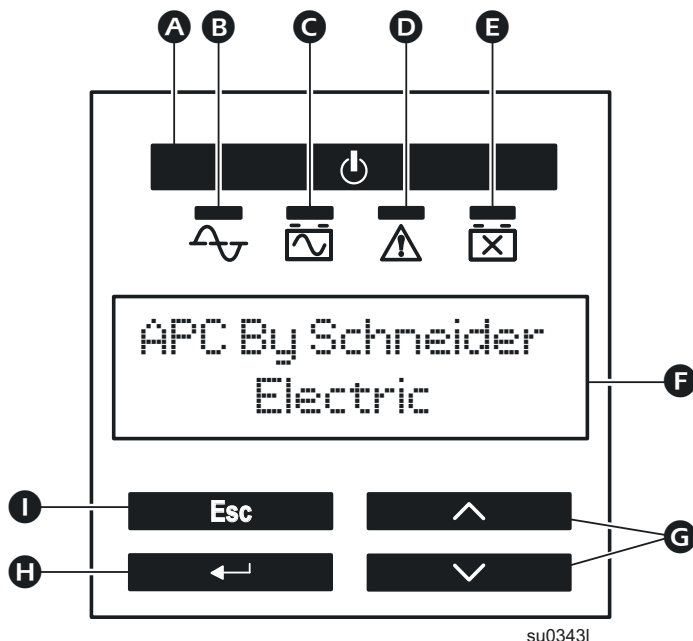 A B C D E
APC By Schneider
Electric
F
I Esc
G
H
su0343l